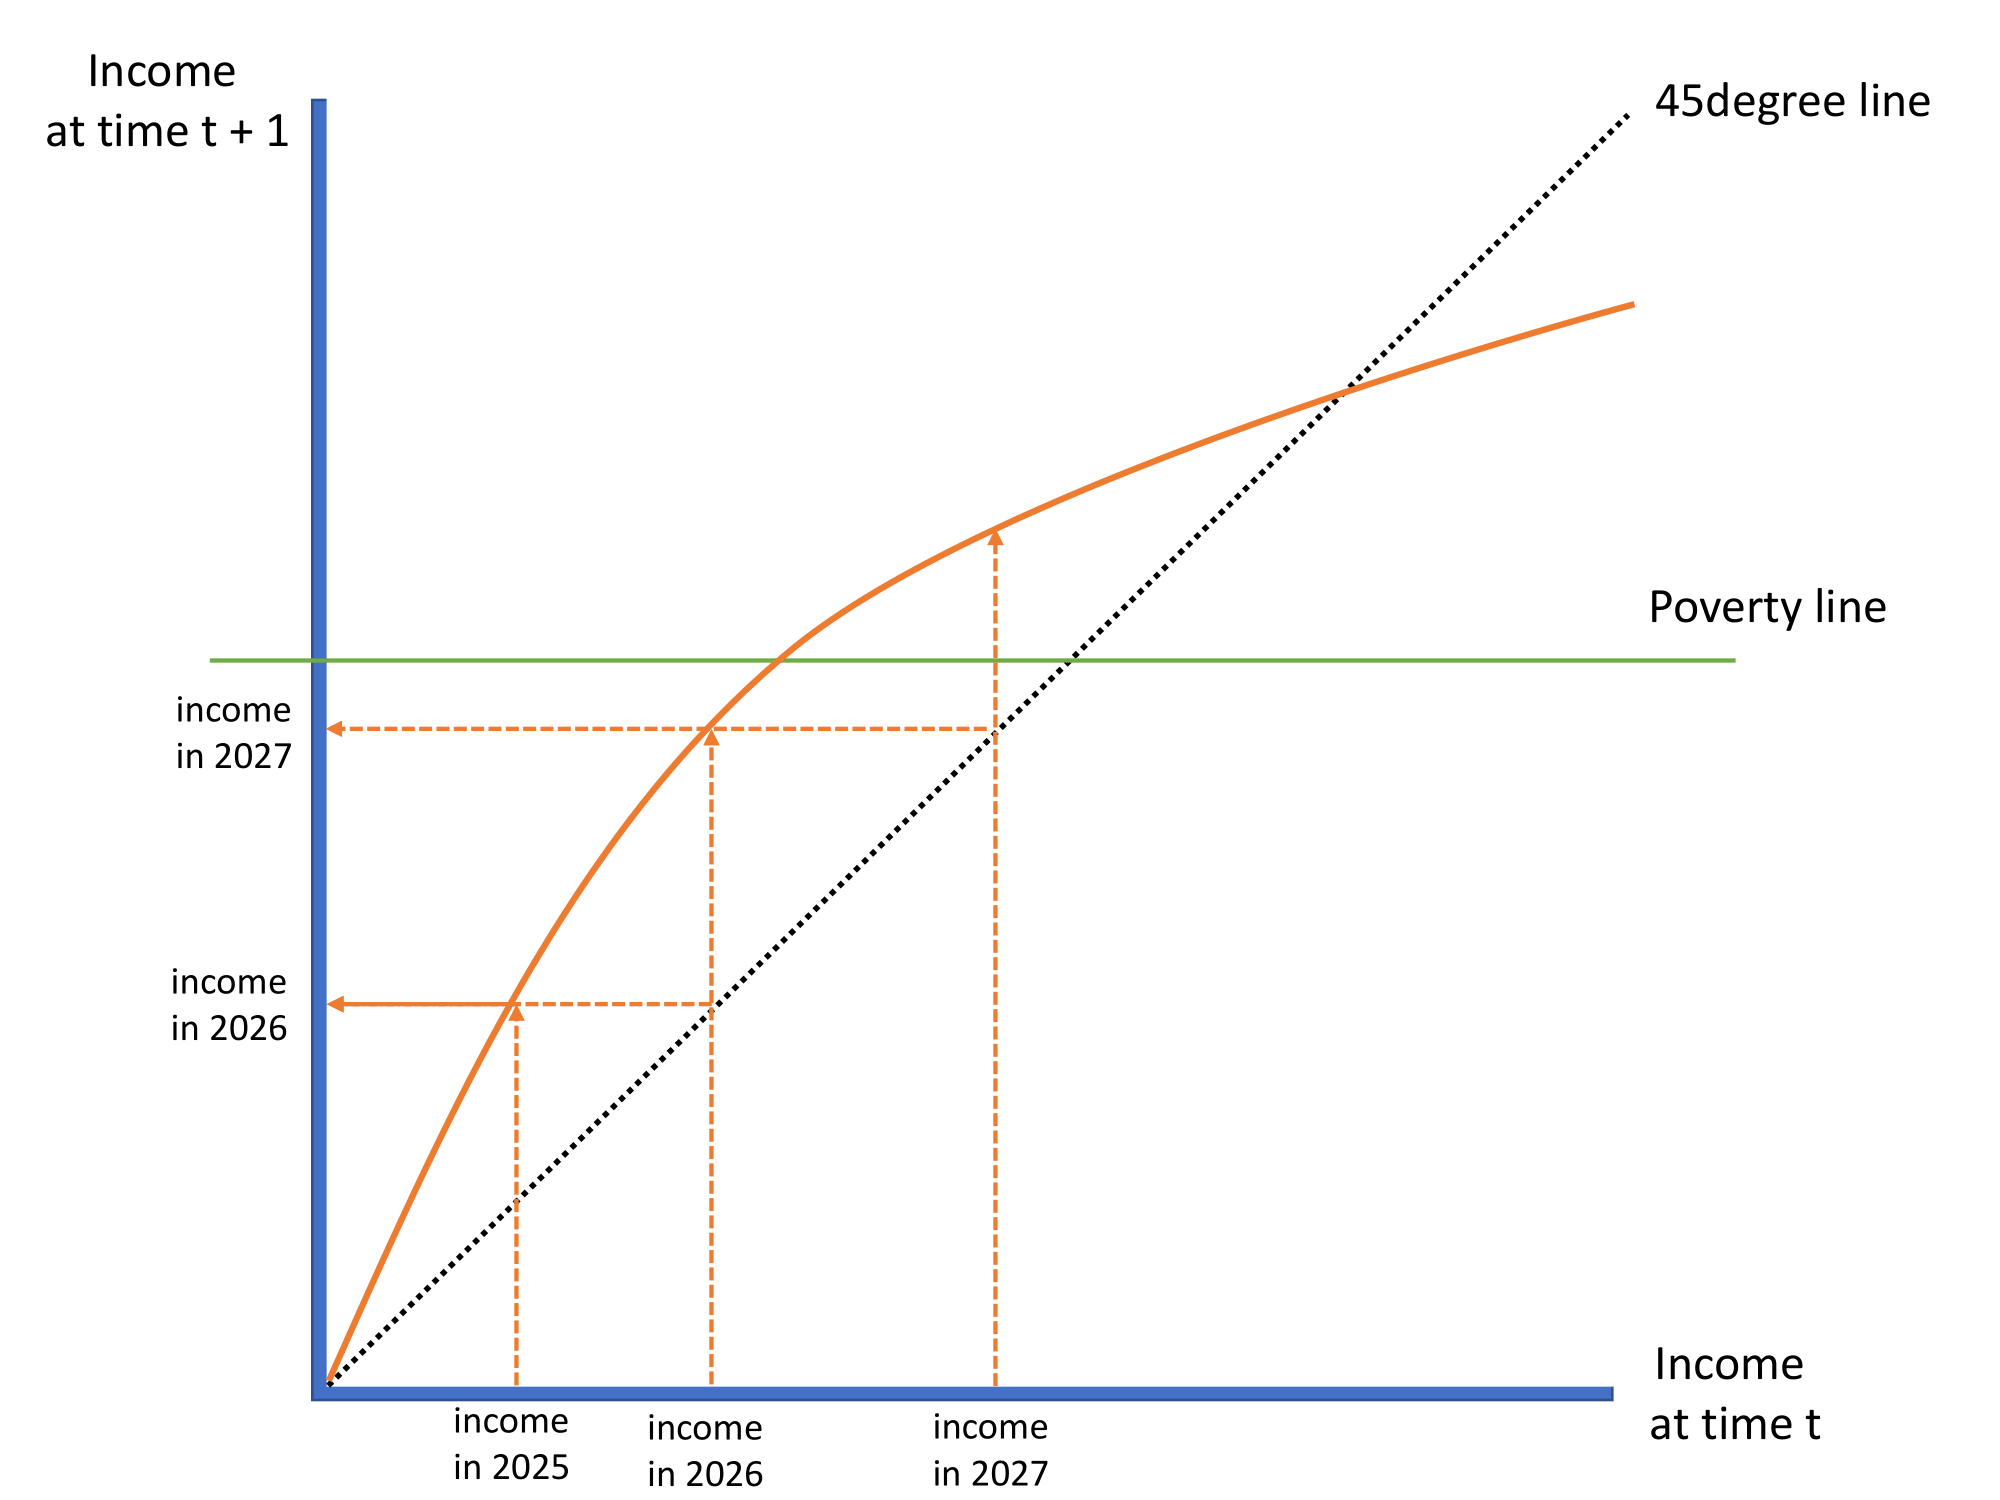 Income
at time t + 1
45degree line
Poverty line
income
in 2027
income
in 2026
Income
at time t
income
in 2025
income
in 2026
income
in 2027